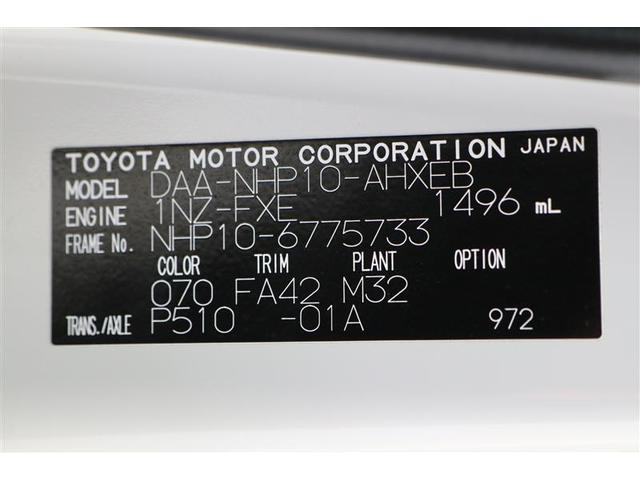 TOYOTA MOTOR CORPORATION JAPAN
MODEL DAA-NHP10-AHXEB
ENGINE 1NZ-FXE 1496 mL
FRAME No. NHP10-6775733
COLOR TRIM PLANT OPTION
070 FA42 M32
TRANS./AXLE P510 -01A 972